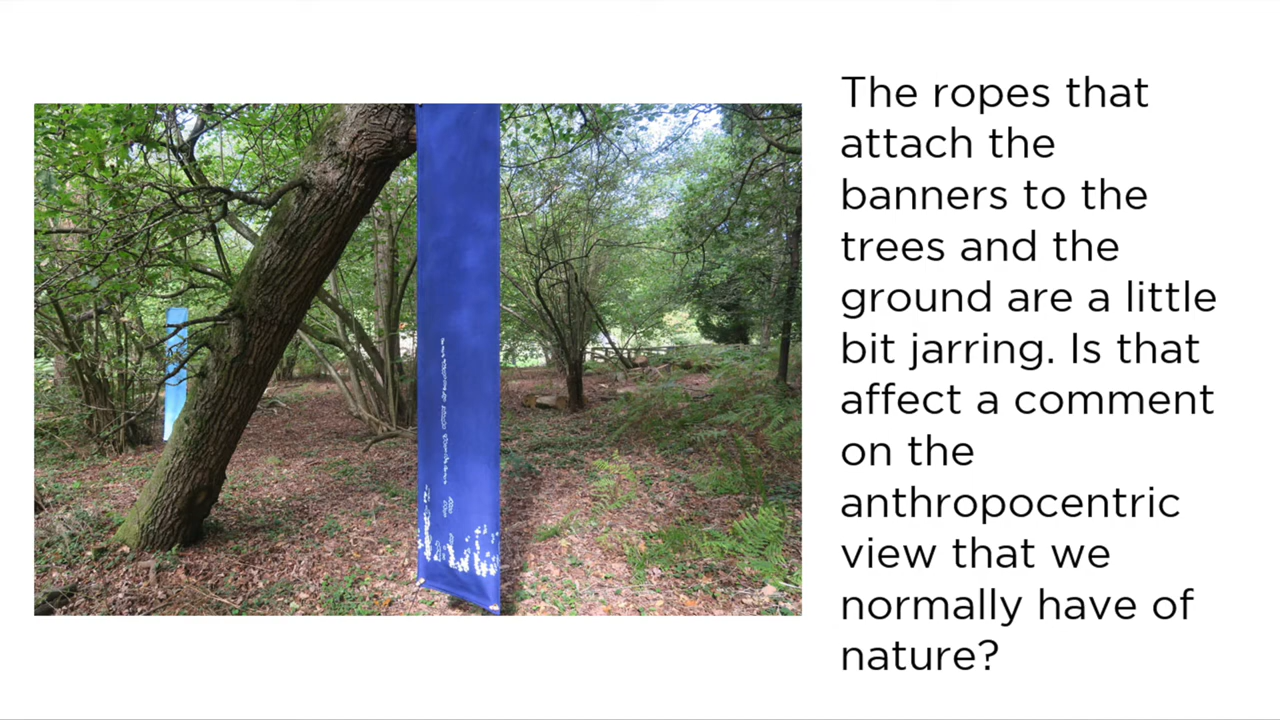 The ropes that
attach the
banners to the
trees and the
ground are a little
bit jarring. Is that
affect a comment
on the
anthropocentric
view that we
normally have of
nature?